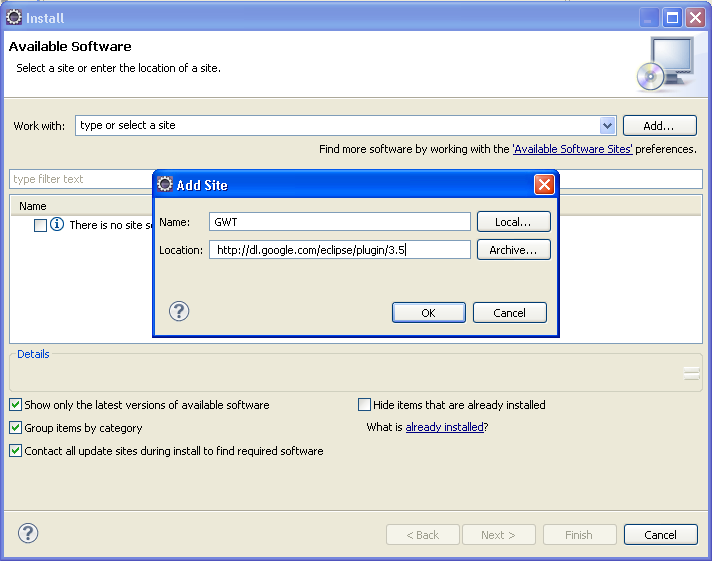 Install
Available Software
Select a site or enter the location of a site.
Work with: type or select a site Add...
Find more software by working with the 'Available Software Sites' preferences.
type filter text
Name
There is no site
Add Site
Name: GWT Local...
Location: http://dl.google.com/eclipse/plugin/3.5 Archive...
? OK Cancel
Details
Show only the latest versions of available software Hide items that are already installed
Group items by category What is already installed?
Contact all update sites during install to find required software
? < Back Next > Finish Cancel